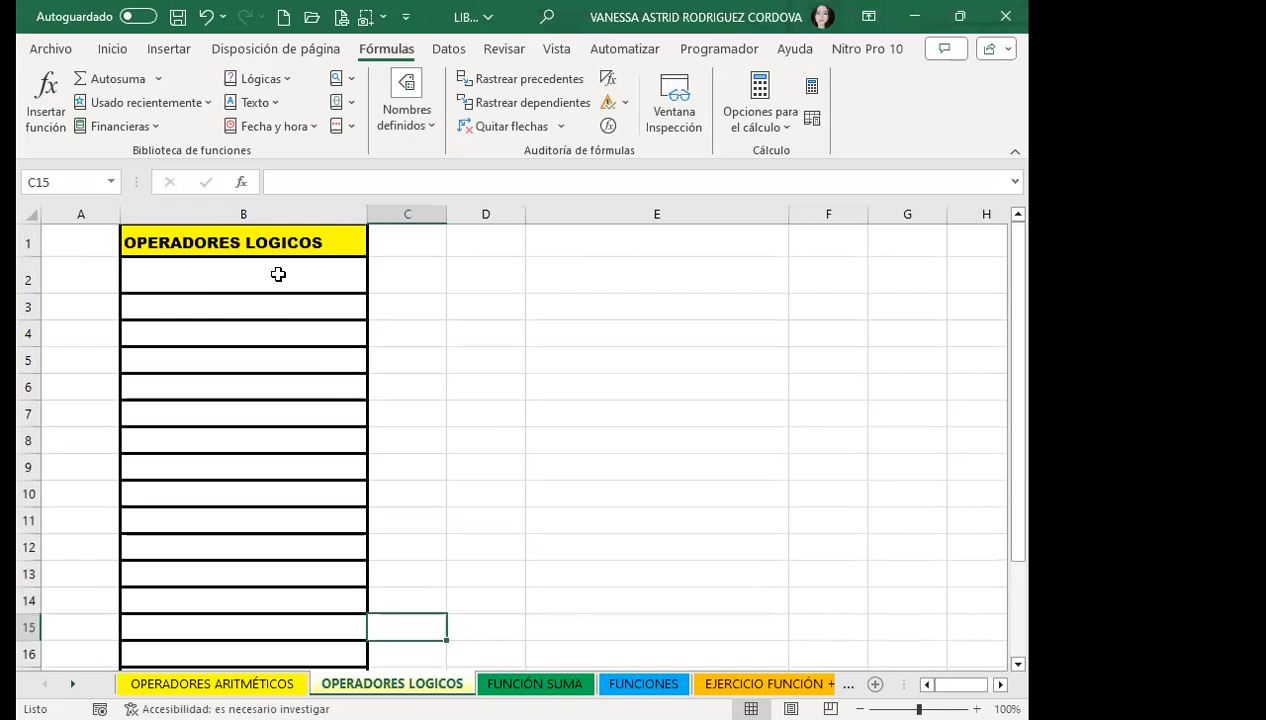 Autoguardado
LIB...
VANESSA ASTRID RODRIGUEZ CORDOVA
Archivo Inicio Insertar Disposición de página Fórmulas Datos Revisar Vista Automatizar Programador Ayuda Nitro Pro 10
Insertar función
Autosuma
Usado recientemente
Financieras
Lógicas
Texto
Fecha y hora
Biblioteca de funciones
Nombres definidos
Rastrear precedentes
Rastrear dependientes
Quitar flechas
Ventana Inspección
Auditoría de fórmulas
Opciones para el cálculo
Cálculo
C15
fx
A B C D E F G H
1 OPERADORES LOGICOS
2
3
4
5
6
7
8
9
10
11
12
13
14
15
16
OPERADORES ARITMÉTICOS OPERADORES LOGICOS FUNCIÓN SUMA FUNCIONES EJERCICIO FUNCIÓN + ...
Listo Accesibilidad: es necesario investigar 100%